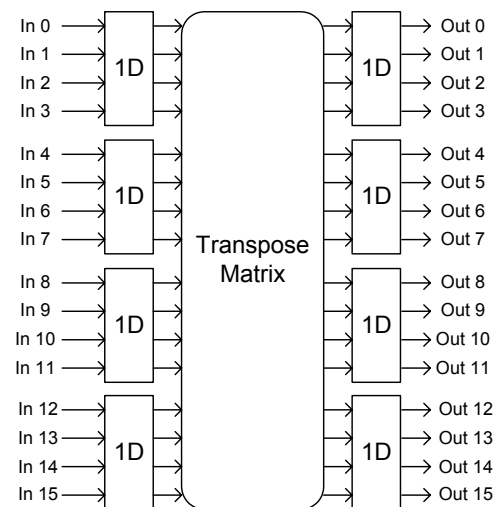 In 0 Out 0
In 1 Out 1
1D 1D
In 2 Out 2
In 3 Out 3
In 4 Out 4
In 5 Out 5
1D 1D
In 6 Out 6
In 7 Out 7
Transpose
Matrix
In 8 Out 8
In 9 Out 9
1D 1D
In 10 Out 10
In 11 Out 11
In 12 Out 12
In 13 Out 13
1D 1D
In 14 Out 14
In 15 Out 15